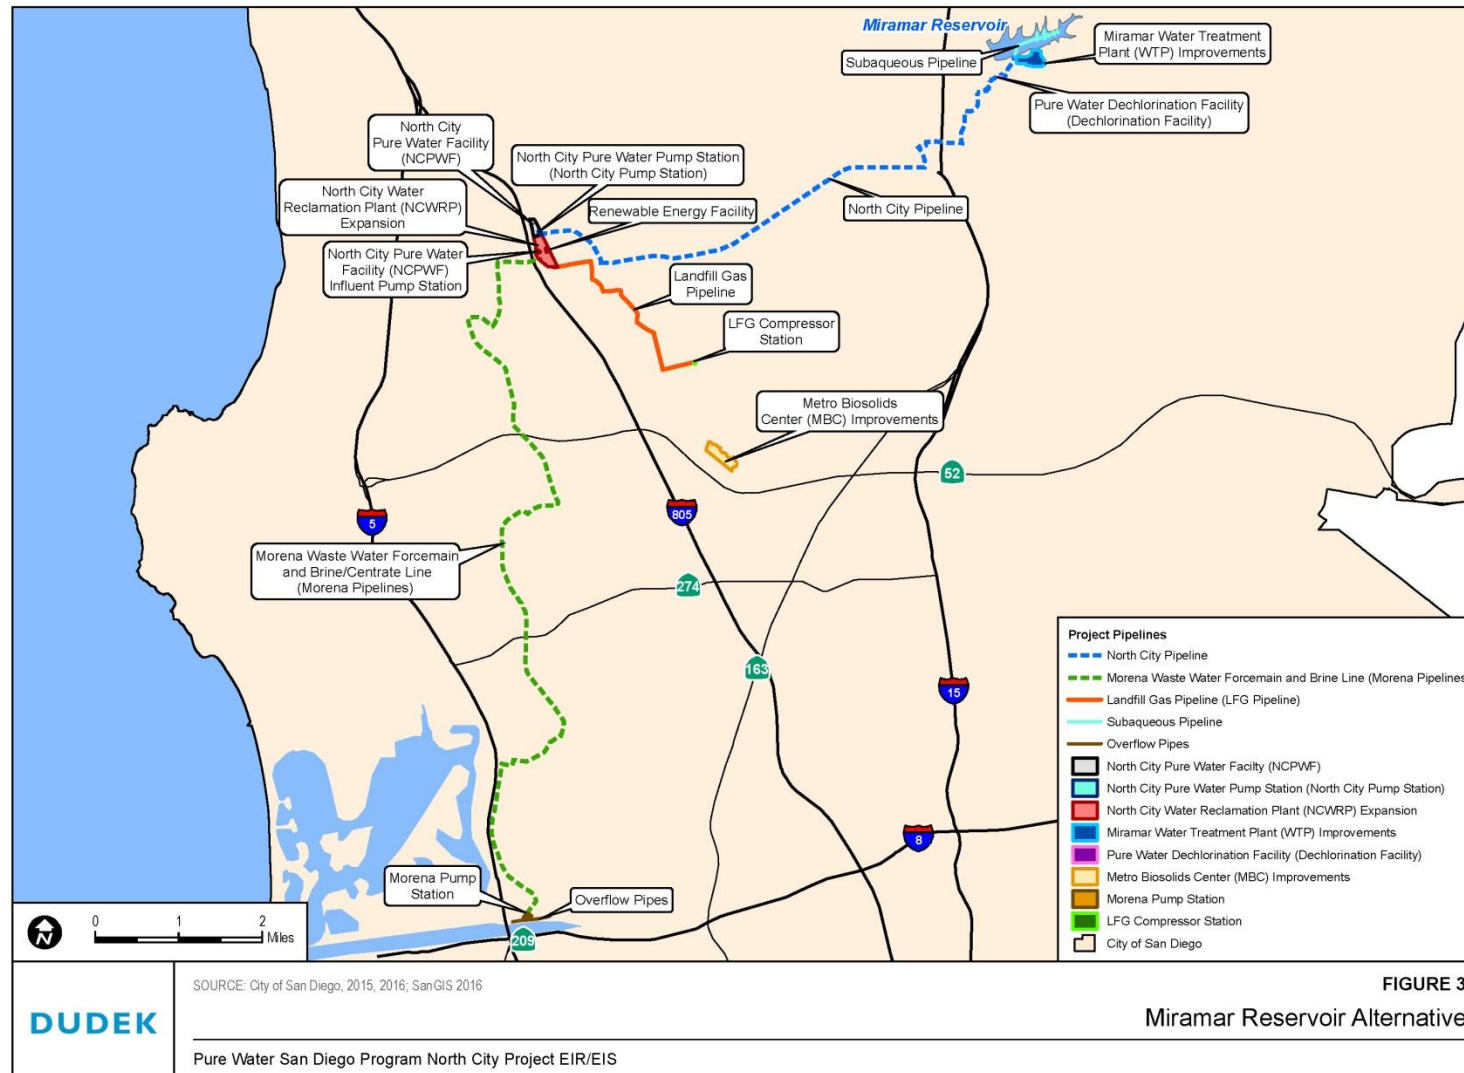 Miramar Reservoir
Miramar Water Treatment
Plant (WTP) Improvements
Subaqueous Pipeline
Pure Water Dechlorination Facility
(Dechlorination Facility)
North City
Pure Water Facility
(NCPWF)
North City Pure Water Pump Station
(North City Pump Station)
North City Water
Reclamation Plant (NCWRP)
Expansion
Renewable Energy Facility
North City Pipeline
North City Pure Water
Facility (NCPWF)
Influent Pump Station
Landfill Gas
Pipeline
LFG Compressor
Station
Metro Biosolids
Center (MBC) Improvements
52
5
805
Morena Waste Water Forcemain
and Brine/Centrate Line
(Morena Pipelines)
274
163
15
8
Morena Pump
Station
Overflow Pipes
209
Project Pipelines
North City Pipeline
Morena Waste Water Forcemain and Brine Line (Morena Pipelines
Landfill Gas Pipeline (LFG Pipeline)
Subaqueous Pipeline
Overflow Pipes
North City Pure Water Facilty (NCPWF)
North City Pure Water Pump Station (North City Pump Station)
North City Water Reclamation Plant (NCWRP) Expansion
Miramar Water Treatment Plant (WTP) Improvements
Pure Water Dechlorination Facility (Dechlorination Facility)
Metro Biosolids Center (MBC) Improvements
Morena Pump Station
LFG Compressor Station
City of San Diego
N
0 1 2
Miles
DUDEK
SOURCE: City of San Diego, 2015, 2016; SanGIS 2016
FIGURE 3
Miramar Reservoir Alternative
Pure Water San Diego Program North City Project EIR/EIS